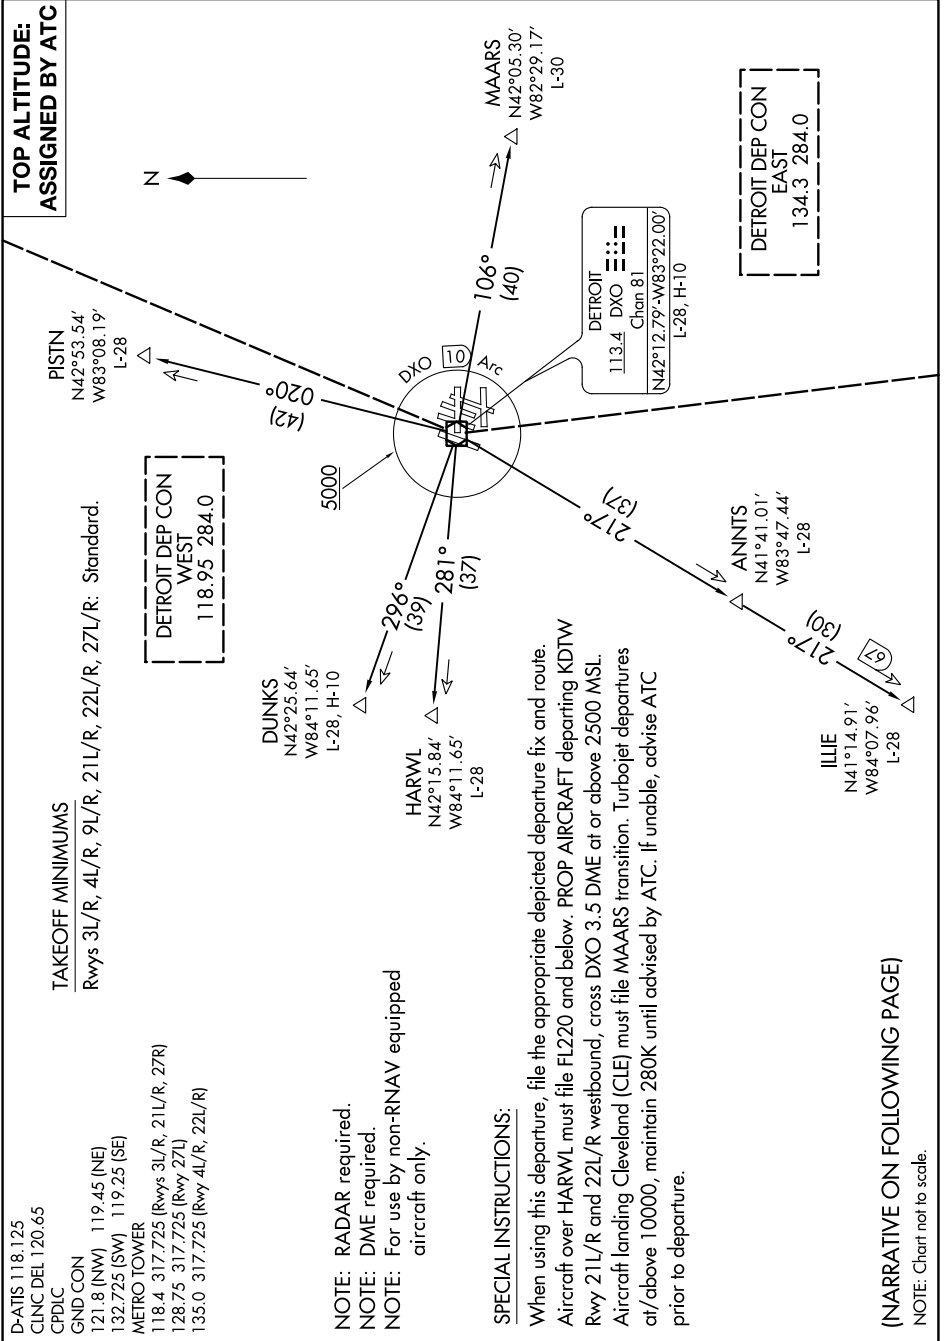 TOP ALTITUDE:
ASSIGNED BY ATC
D-ATIS 118.125
CLNC DEL 120.65
CPDLC
GND CON
121.8 (NW) 119.45 (NE)
132.725 (SW) 119.25 (SE)
METRO TOWER
118.4 317.725 (Rwys 3L/R, 21L/R, 27R)
128.75 317.725 (Rwy 27L)
135.0 317.725 (Rwy 4L/R, 22L/R)
TAKEOFF MINIMUMS
Rwys 3L/R, 4L/R, 9L/R, 21L/R, 22L/R, 27L/R: Standard.
N
PISTN
N42°53.54′
W83°08.19′
L-28
DETROIT DEP CON
WEST
118.95 284.0
020°
(42)
DXO 10 Arc
5000
106°
(40)
MAARS
N42°05.30′
W82°29.17′
L-30
DUNKS
N42°25.64′
W84°11.65′
L-28, H-10
296°
(39)
HARWL
N42°15.84′
W84°11.65′
L-28
281°
(37)
DETROIT
113.4 DXO
Chan 81
N42°12.79′-W83°22.00′
L-28, H-10
DETROIT DEP CON
EAST
134.3 284.0
217°
(37)
ANNTS
N41°41.01′
W83°47.44′
L-28
217°
(30)
67
ILLIE
N41°14.91′
W84°07.96′
L-28
NOTE: RADAR required.
NOTE: DME required.
NOTE: For use by non-RNAV equipped
aircraft only.
SPECIAL INSTRUCTIONS:
When using this departure, file the appropriate depicted departure fix and route.
Aircraft over HARWL must file FL220 and below. PROP AIRCRAFT departing KDTW
Rwy 21L/R and 22L/R westbound, cross DXO 3.5 DME at or above 2500 MSL.
Aircraft landing Cleveland (CLE) must file MAARS transition. Turbojet departures
at/above 10000, maintain 280K until advised by ATC. If unable, advise ATC
prior to departure.
(NARRATIVE ON FOLLOWING PAGE)
NOTE: Chart not to scale.